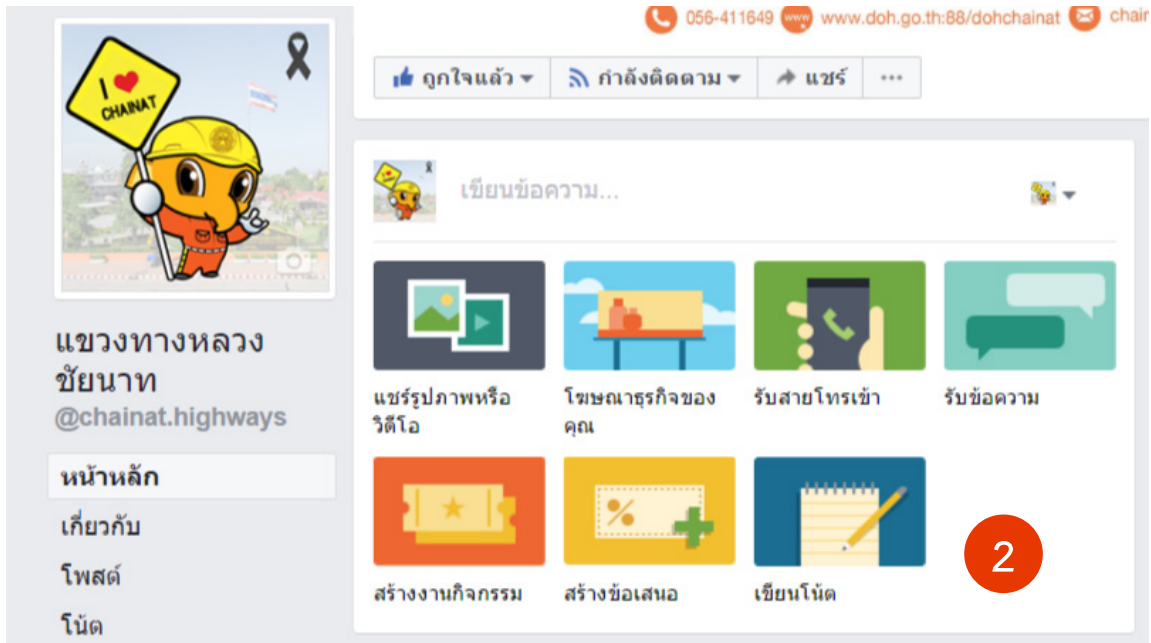 056-411649 www www.doh.go.th:88/dohchainat chain
I
CHAINAT
ถูกใจแล้ว กำลังติดตาม แชร์ ...
เขียนข้อความ...
แขวงทางหลวง
ชัยนาท
@chainat.highways
หน้าหลัก
เกี่ยวกับ
โพสต์
โน้ต
แชร์รูปภาพหรือ
วิดีโอ
โฆษณาธุรกิจของ
คุณ
รับสายโทรเข้า
รับข้อความ
สร้างงานกิจกรรม
สร้างข้อเสนอ
เขียนโน้ต
2